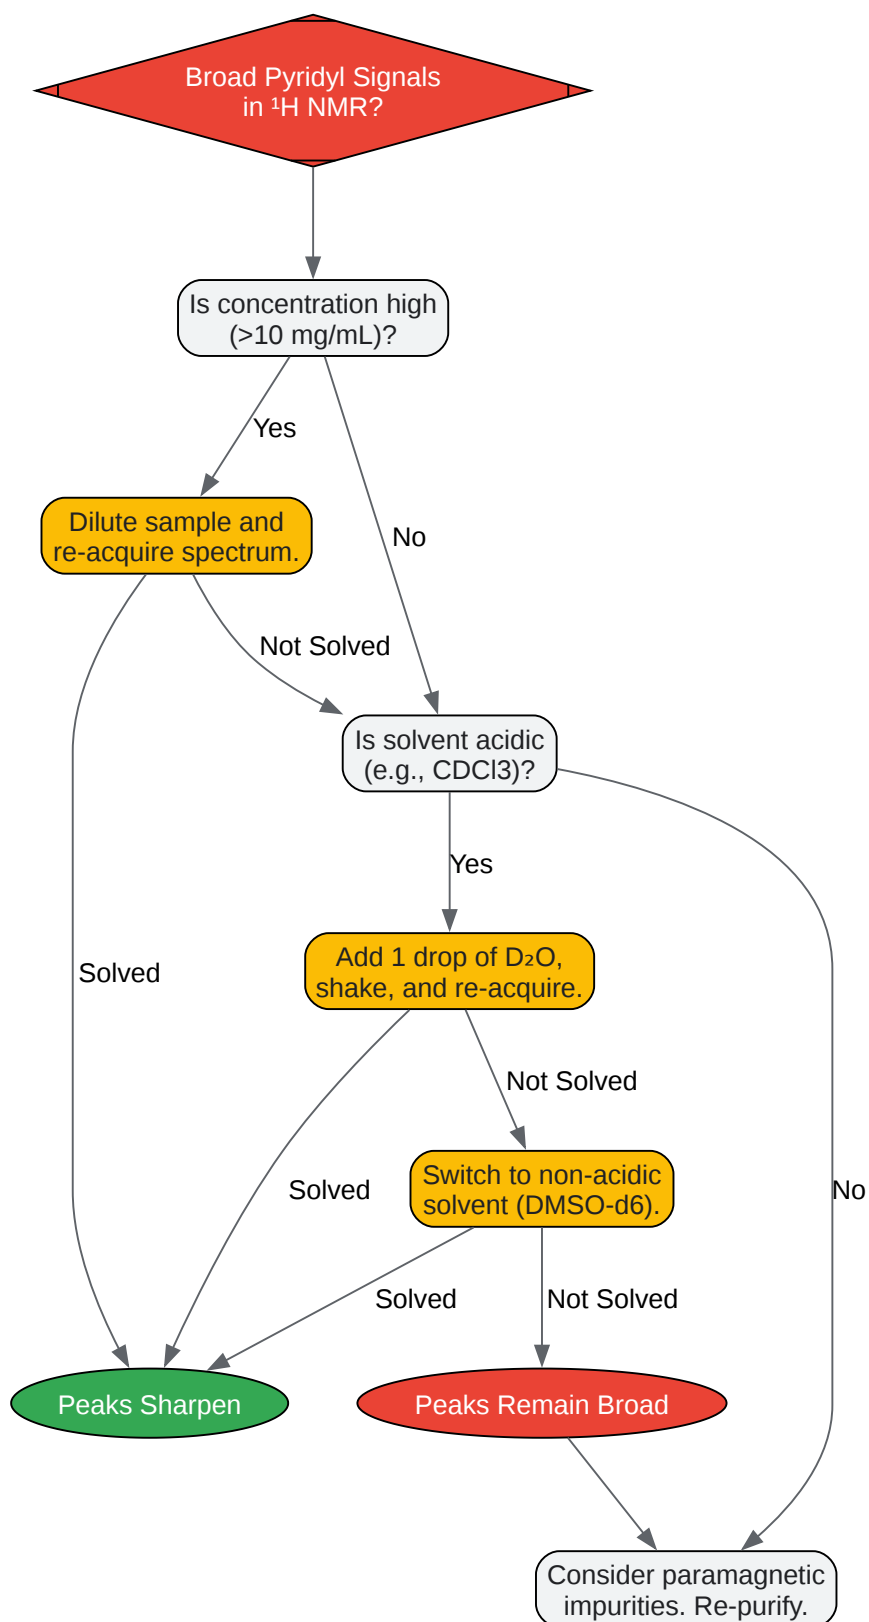 Broad Pyridyl Signals
in ¹H NMR?
Is concentration high
(>10 mg/mL)?
Yes
Dilute sample and
re-acquire spectrum.
No
Not Solved
Is solvent acidic
(e.g., CDCl3)?
Yes
Add 1 drop of D₂O,
shake, and re-acquire.
Solved
Not Solved
Switch to non-acidic
solvent (DMSO-d6).
Solved
No
Solved
Not Solved
Peaks Sharpen
Peaks Remain Broad
Consider paramagnetic
impurities. Re-purify.